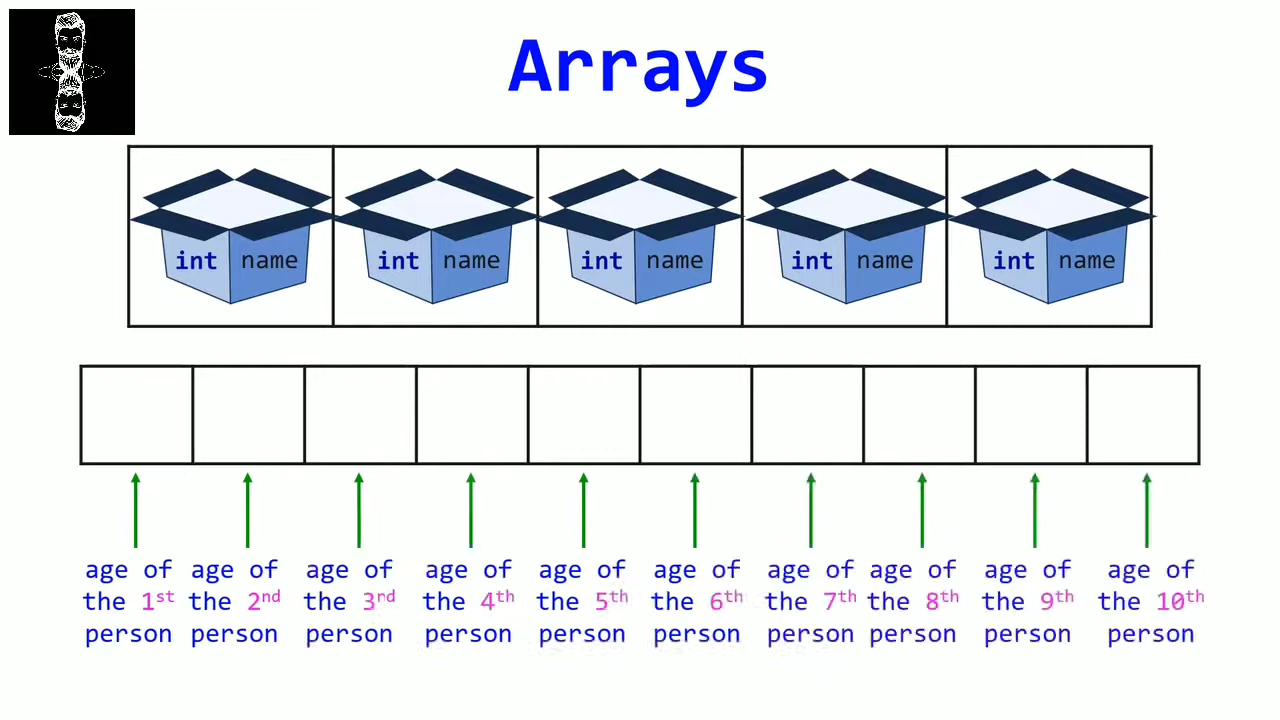 Arrays
int name int name int name int name int name
age of age of age of age of age of age of age of age of age of age of
the 1st the 2nd the 3rd the 4th the 5th the 6th the 7th the 8th the 9th the 10th
person person person person person person person person person person